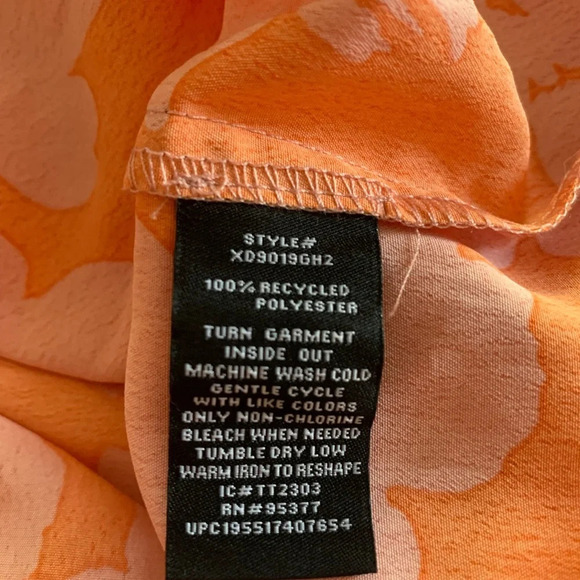 STYLE#
XD9019GH2
100% RECYCLED
POLYESTER
TURN GARMENT
INSIDE OUT
MACHINE WASH COLD
GENTLE CYCLE
WITH LIKE COLORS
ONLY NON-CHLORINE
BLEACH WHEN NEEDED
TUMBLE DRY LOW
WARM IRON TO RESHAPE
IC#TT2303
RN#95377
UPC195517407654